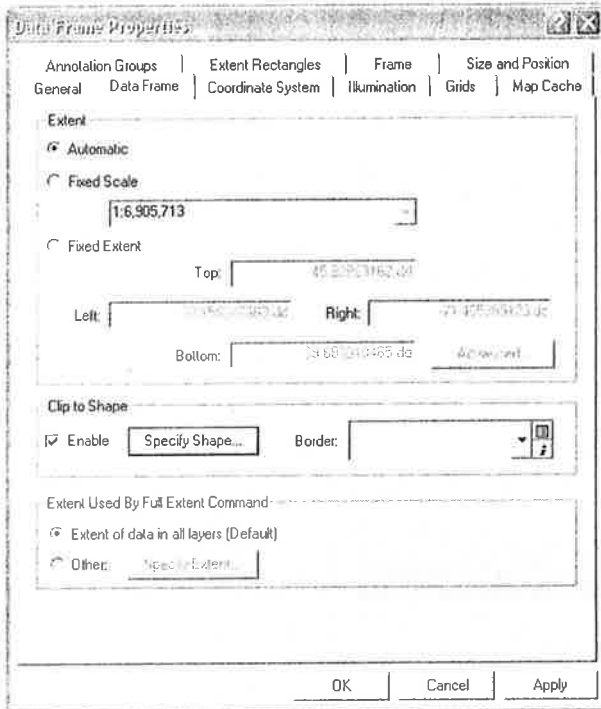 Data Frame Properties
Annotation Groups Extent Rectangles Frame Size and Position
General Data Frame Coordinate System Illumination Grids Map Cache
Extent
Automatic
Fixed Scale
1:6,905,713
Fixed Extent
Top:
Left: Right:
Bottom: Advanced...
Clip to Shape
Enable Specify Shape... Border:
Extent Used By Full Extent Command
Extent of data in all layers (Default)
Other: Specify Extent...
OK Cancel Apply